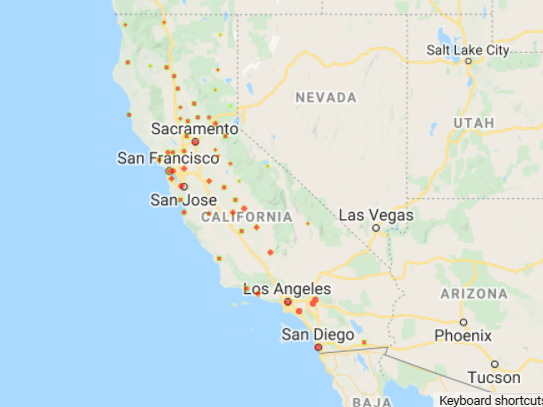 Salt Lake City
NEVADA
UTAH
Sacramento
San Francisco
San Jose
CALIFORNIA
Las Vegas
Los Angeles
ARIZONA
San Diego
Phoenix
Tucson
BAJA
Keyboard shortcuts